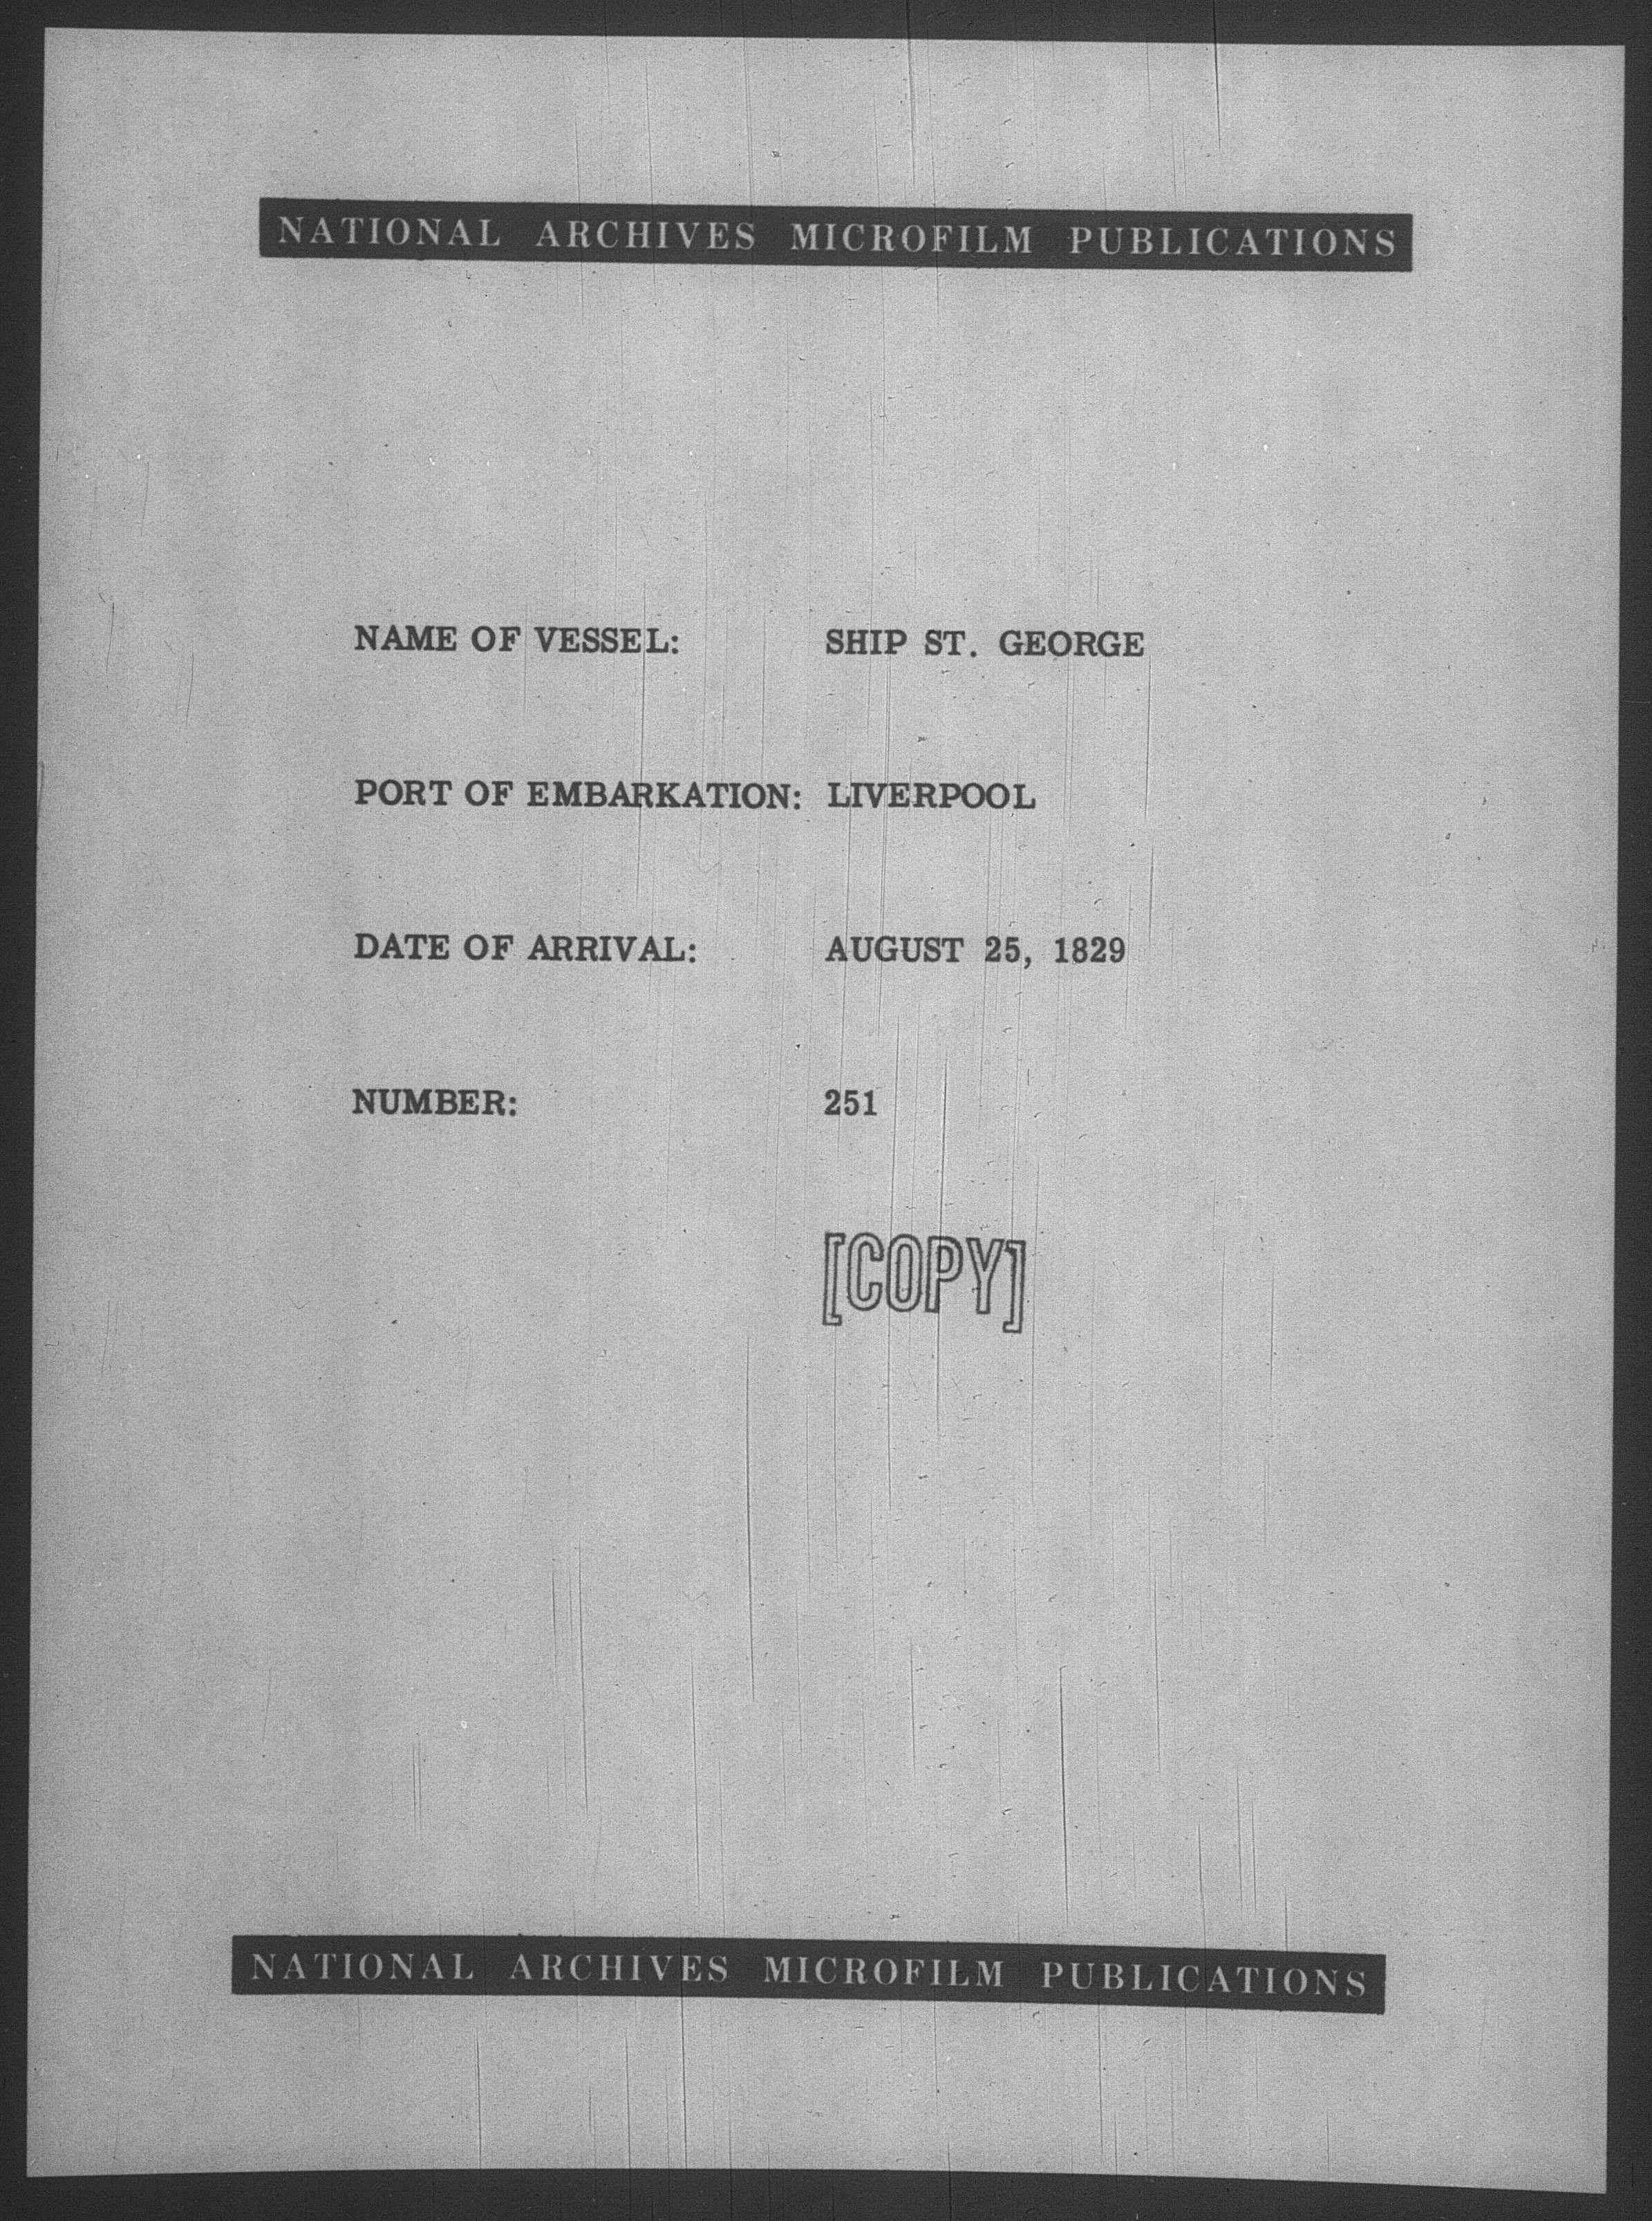 NATIONAL ARCHIVES MICROFILM PUBLICATIONS
NAME OF VESSEL: SHIP ST. GEORGE
PORT OF EMBARKATION: LIVERPOOL
DATE OF ARRIVAL: AUGUST 25, 1829
NUMBER: 251
[COPY]
NATIONAL ARCHIVES MICROFILM PUBLICATIONS